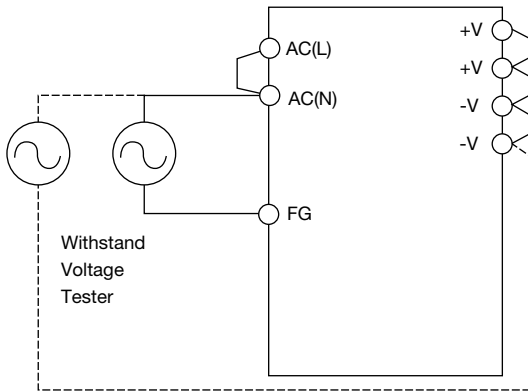 AC(L)
AC(N)
FG
+V
+V
-V
-V
Withstand
Voltage
Tester